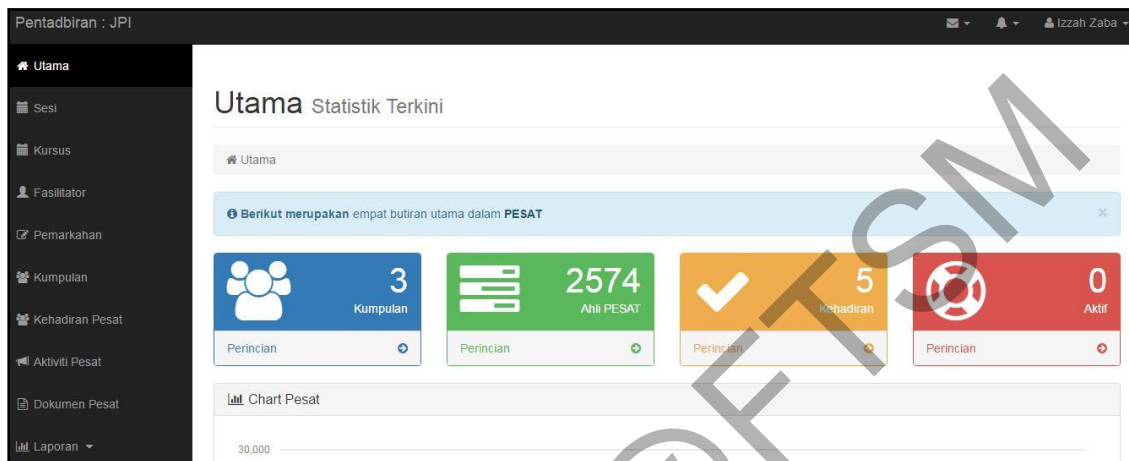 Pentadbiran : JPI
Izzah Zaba
Utama
Sesi
Kursus
Fasilitator
Pemarkahan
Kumpulan
Kehadiran Pesat
Aktiviti Pesat
Dokumen Pesat
Laporan
Utama Statistik Terkini
Utama
Berikut merupakan empat butiran utama dalam PESAT
×
3
Kumpulan
Perincian
2574
Ahli PESAT
Perincian
5
Kehadiran
Perincian
0
Aktif
Perincian
Chart Pesat
30,000
@FTSM